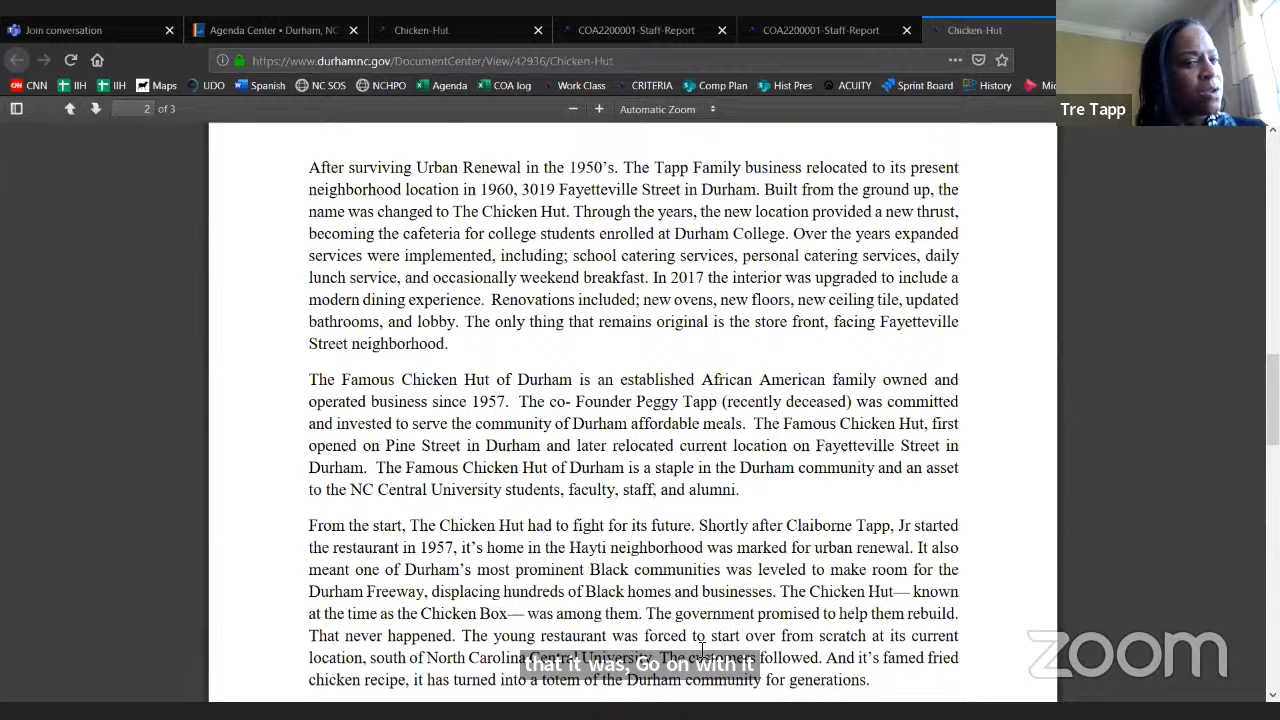 Join conversation
Agenda Center • Durham, NC
Chicken-Hut
COA2200001-Staff-Report
COA2200001-Staff-Report
Chicken-Hut
https://www.durhamnc.gov/DocumentCenter/View/42936/Chicken-Hut
CNN IIH IIH Maps UDO Spanish NC SOS NCHPO Agenda COA log Work Class CRITERIA Comp Plan Hist Pres ACUITY Sprint Board History Mic
2 of 3
Automatic Zoom
Tre Tapp
After surviving Urban Renewal in the 1950's. The Tapp Family business relocated to its present
neighborhood location in 1960, 3019 Fayetteville Street in Durham. Built from the ground up, the
name was changed to The Chicken Hut. Through the years, the new location provided a new thrust,
becoming the cafeteria for college students enrolled at Durham College. Over the years expanded
services were implemented, including; school catering services, personal catering services, daily
lunch service, and occasionally weekend breakfast. In 2017 the interior was upgraded to include a
modern dining experience. Renovations included; new ovens, new floors, new ceiling tile, updated
bathrooms, and lobby. The only thing that remains original is the store front, facing Fayetteville
Street neighborhood.
The Famous Chicken Hut of Durham is an established African American family owned and
operated business since 1957. The co- Founder Peggy Tapp (recently deceased) was committed
and invested to serve the community of Durham affordable meals. The Famous Chicken Hut, first
opened on Pine Street in Durham and later relocated current location on Fayetteville Street in
Durham. The Famous Chicken Hut of Durham is a staple in the Durham community and an asset
to the NC Central University students, faculty, staff, and alumni.
From the start, The Chicken Hut had to fight for its future. Shortly after Claiborne Tapp, Jr started
the restaurant in 1957, it's home in the Hayti neighborhood was marked for urban renewal. It also
meant one of Durham's most prominent Black communities was leveled to make room for the
Durham Freeway, displacing hundreds of Black homes and businesses. The Chicken Hut— known
at the time as the Chicken Box— was among them. The government promised to help them rebuild.
That never happened. The young restaurant was forced to start over from scratch at its current
location, south of North Carolina Central University. The customers followed. And it's famed fried
that it was, Go on with it
chicken recipe, it has turned into a totem of the Durham community for generations.
zoom